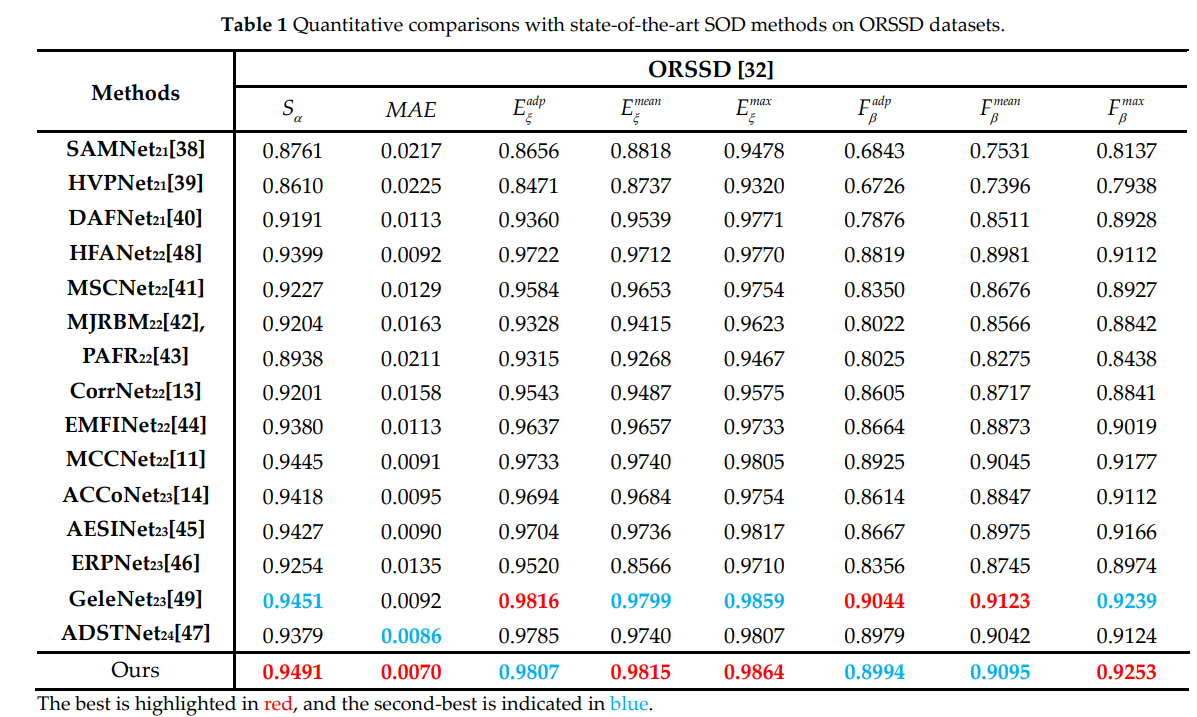 Table 1 Quantitative comparisons with state-of-the-art SOD methods on ORSSD datasets.
Methods ORSSD [32]
Sα MAE Eξ^adp Eξ^mean Eξ^max Fβ^adp Fβ^mean Fβ^max
SAMNet21[38] 0.8761 0.0217 0.8656 0.8818 0.9478 0.6843 0.7531 0.8137
HVPNet21[39] 0.8610 0.0225 0.8471 0.8737 0.9320 0.6726 0.7396 0.7938
DAFNet21[40] 0.9191 0.0113 0.9360 0.9539 0.9771 0.7876 0.8511 0.8928
HFANet22[48] 0.9399 0.0092 0.9722 0.9712 0.9770 0.8819 0.8981 0.9112
MSCNet22[41] 0.9227 0.0129 0.9584 0.9653 0.9754 0.8350 0.8676 0.8927
MJRBM22[42], 0.9204 0.0163 0.9328 0.9415 0.9623 0.8022 0.8566 0.8842
PAFR22[43] 0.8938 0.0211 0.9315 0.9268 0.9467 0.8025 0.8275 0.8438
CorrNet22[13] 0.9201 0.0158 0.9543 0.9487 0.9575 0.8605 0.8717 0.8841
EMFINet22[44] 0.9380 0.0113 0.9637 0.9657 0.9733 0.8664 0.8873 0.9019
MCCNet22[11] 0.9445 0.0091 0.9733 0.9740 0.9805 0.8925 0.9045 0.9177
ACCoNet23[14] 0.9418 0.0095 0.9694 0.9684 0.9754 0.8614 0.8847 0.9112
AESINet23[45] 0.9427 0.0090 0.9704 0.9736 0.9817 0.8667 0.8975 0.9166
ERPNet23[46] 0.9254 0.0135 0.9520 0.8566 0.9710 0.8356 0.8745 0.8974
GeleNet23[49] 0.9451 0.0092 0.9816 0.9799 0.9859 0.9044 0.9123 0.9239
ADSTNet24[47] 0.9379 0.0086 0.9785 0.9740 0.9807 0.8979 0.9042 0.9124
Ours 0.9491 0.0070 0.9807 0.9815 0.9864 0.8994 0.9095 0.9253
The best is highlighted in red, and the second-best is indicated in blue.